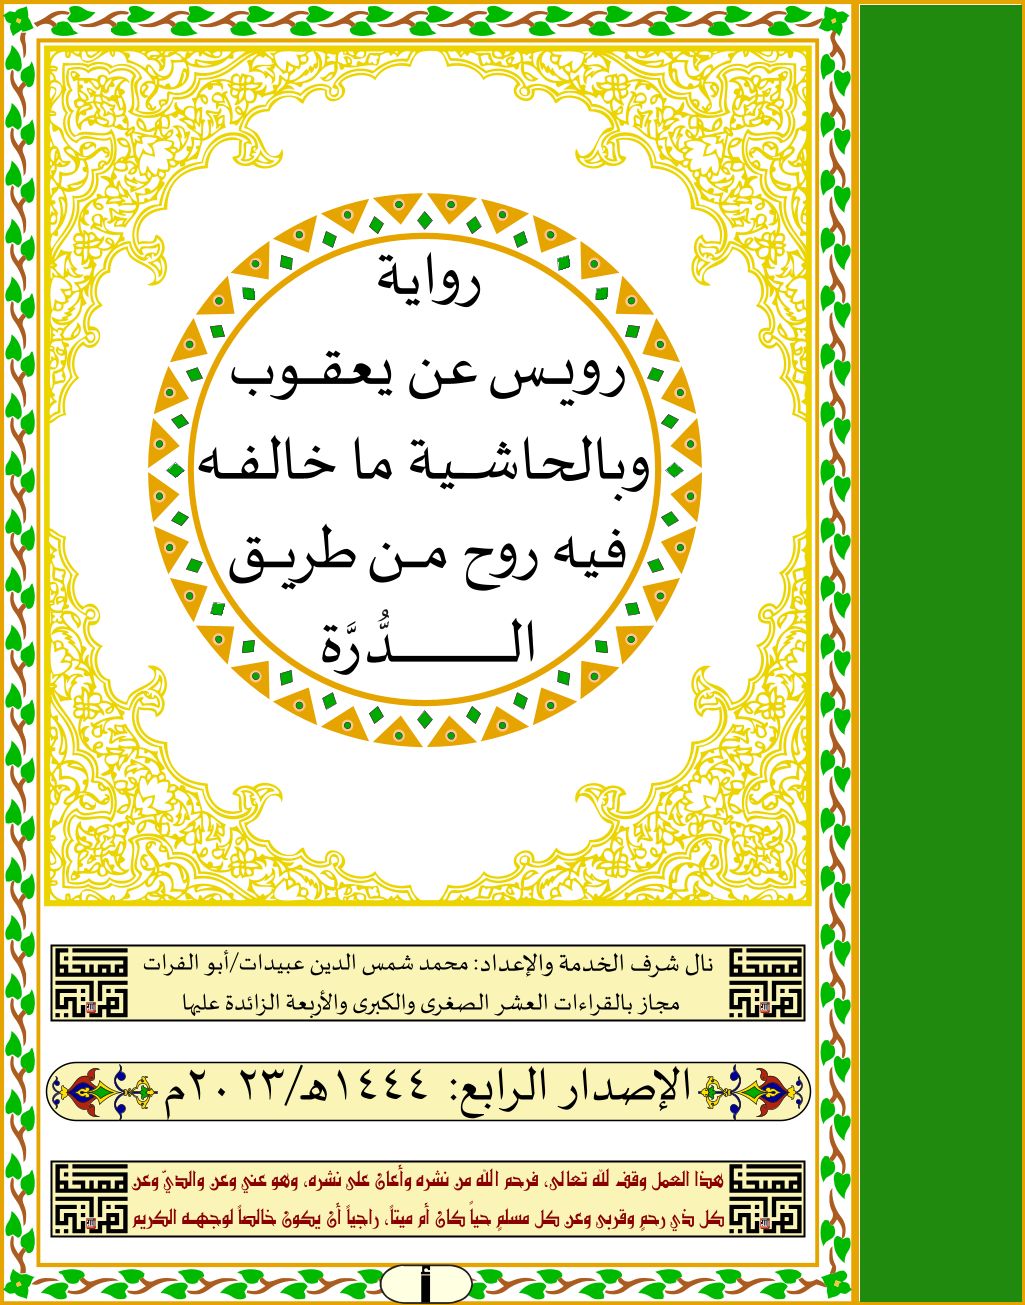 رواية
رويس عن يعقوب
وبالحاشية ما خالفه
فيه روح من طريق
الدُّرَّة
نال شرف الخدمة والإعداد: محمد شمس الدين عبيدات/أبو الفرات
مجاز بالقراءات العشر الصغرى والكبرى والأربعة الزائدة عليها
الإصدار الرابع: ١٤٤٤هـ/٢٠٢٣م
هذا العمل وقف لله تعالى، فرحم الله من نشره وأعان على نشره، وهو عني وعن والديّ وعن
كل ذي رحمٍ وقربى وعن كل مسلمٍ حياً كان أم ميتاً، راجياً أن يكون خالصاً لوجهه الكريم
أ